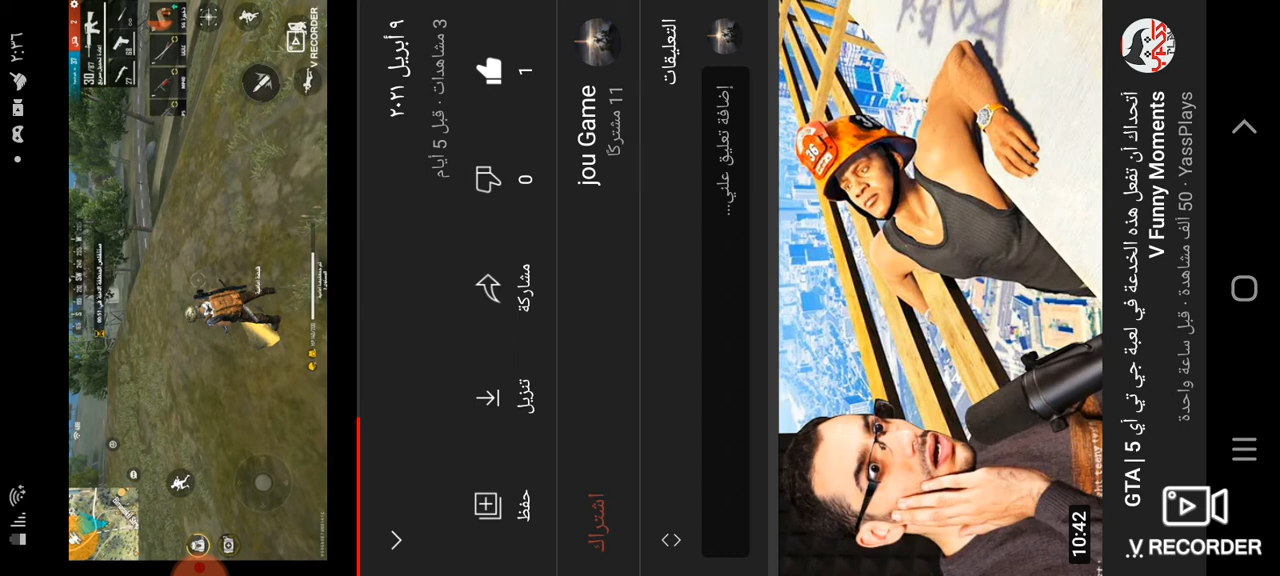 ٢:٣٦
V RECORDER
٩ أبريل ٢٠٢١
3 مشاهدات · قبل 5 أيام
1
0
مشاركة
تنزيل
حفظ
jou Game
11 مشتركًا
اشتراك
التعليقات
إضافة تعليق علني...
36
10:42
أتحداك أن تفعل هذه الخدعة في لعبة جي تي أي 5 | GTA
V Funny Moments
YassPlays · 50 ألف مشاهدة · قبل ساعة واحدة
V RECORDER